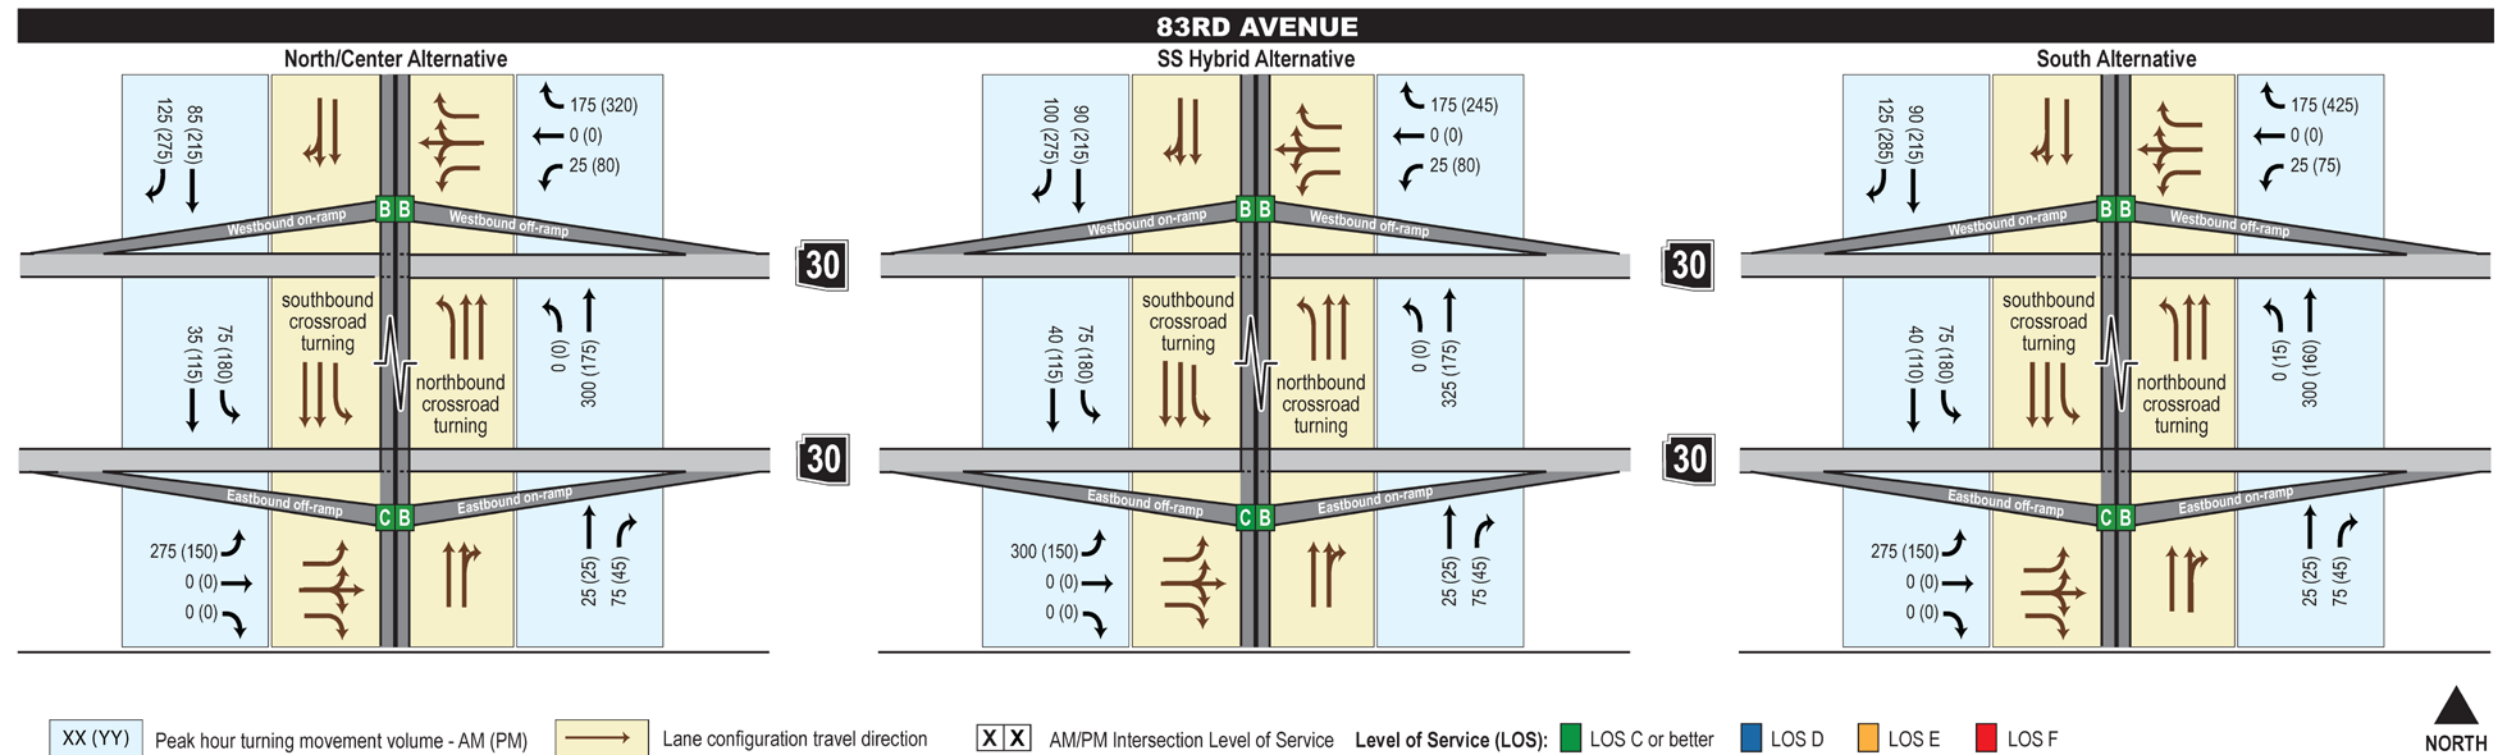 83RD AVENUE
North/Center Alternative
125 (275)
85 (215)
175 (320)
0 (0)
25 (80)
B B
Westbound on-ramp
Westbound off-ramp
30
southbound
crossroad
turning
35 (115)
75 (180)
northbound
crossroad
turning
0 (0)
300 (175)
30
Eastbound off-ramp
C B
Eastbound on-ramp
275 (150)
0 (0)
0 (0)
25 (25)
75 (45)
SS Hybrid Alternative
100 (275)
90 (215)
175 (245)
0 (0)
25 (80)
B B
Westbound on-ramp
Westbound off-ramp
30
southbound
crossroad
turning
40 (115)
75 (180)
northbound
crossroad
turning
0 (0)
325 (175)
30
Eastbound off-ramp
C B
Eastbound on-ramp
300 (150)
0 (0)
0 (0)
25 (25)
75 (45)
South Alternative
125 (285)
90 (215)
175 (425)
0 (0)
25 (75)
B B
Westbound on-ramp
Westbound off-ramp
southbound
crossroad
turning
40 (110)
75 (180)
northbound
crossroad
turning
0 (15)
300 (160)
Eastbound off-ramp
C B
Eastbound on-ramp
275 (150)
0 (0)
0 (0)
25 (25)
75 (45)
XX (YY) Peak hour turning movement volume - AM (PM)
Lane configuration travel direction
X X AM/PM Intersection Level of Service
Level of Service (LOS): LOS C or better LOS D LOS E LOS F
NORTH